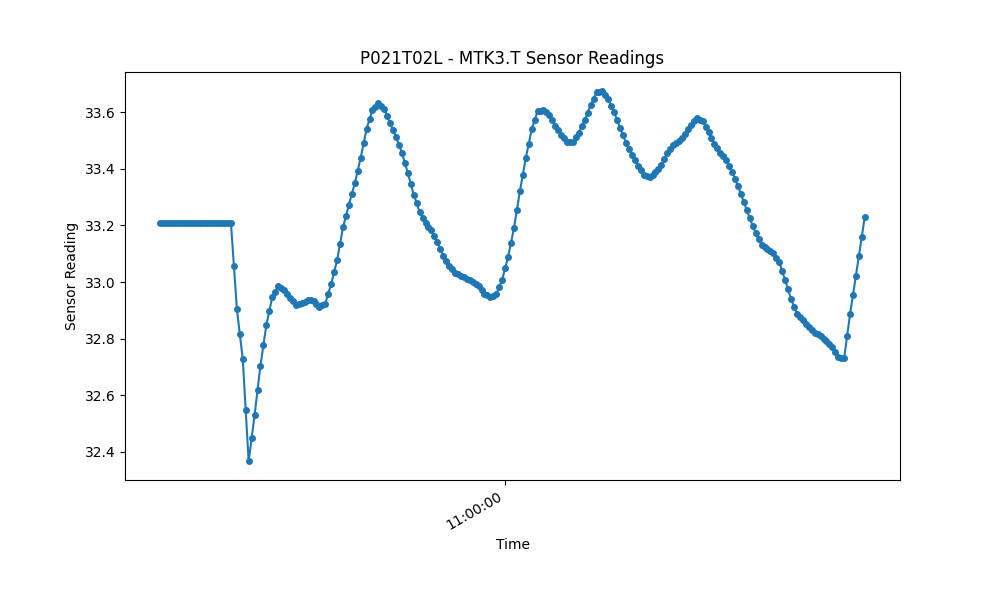 P021T02L - MTK3.T Sensor Readings
33.6
33.4
33.2
33.0
32.8
32.6
32.4
Sensor Reading
11:00:00
Time